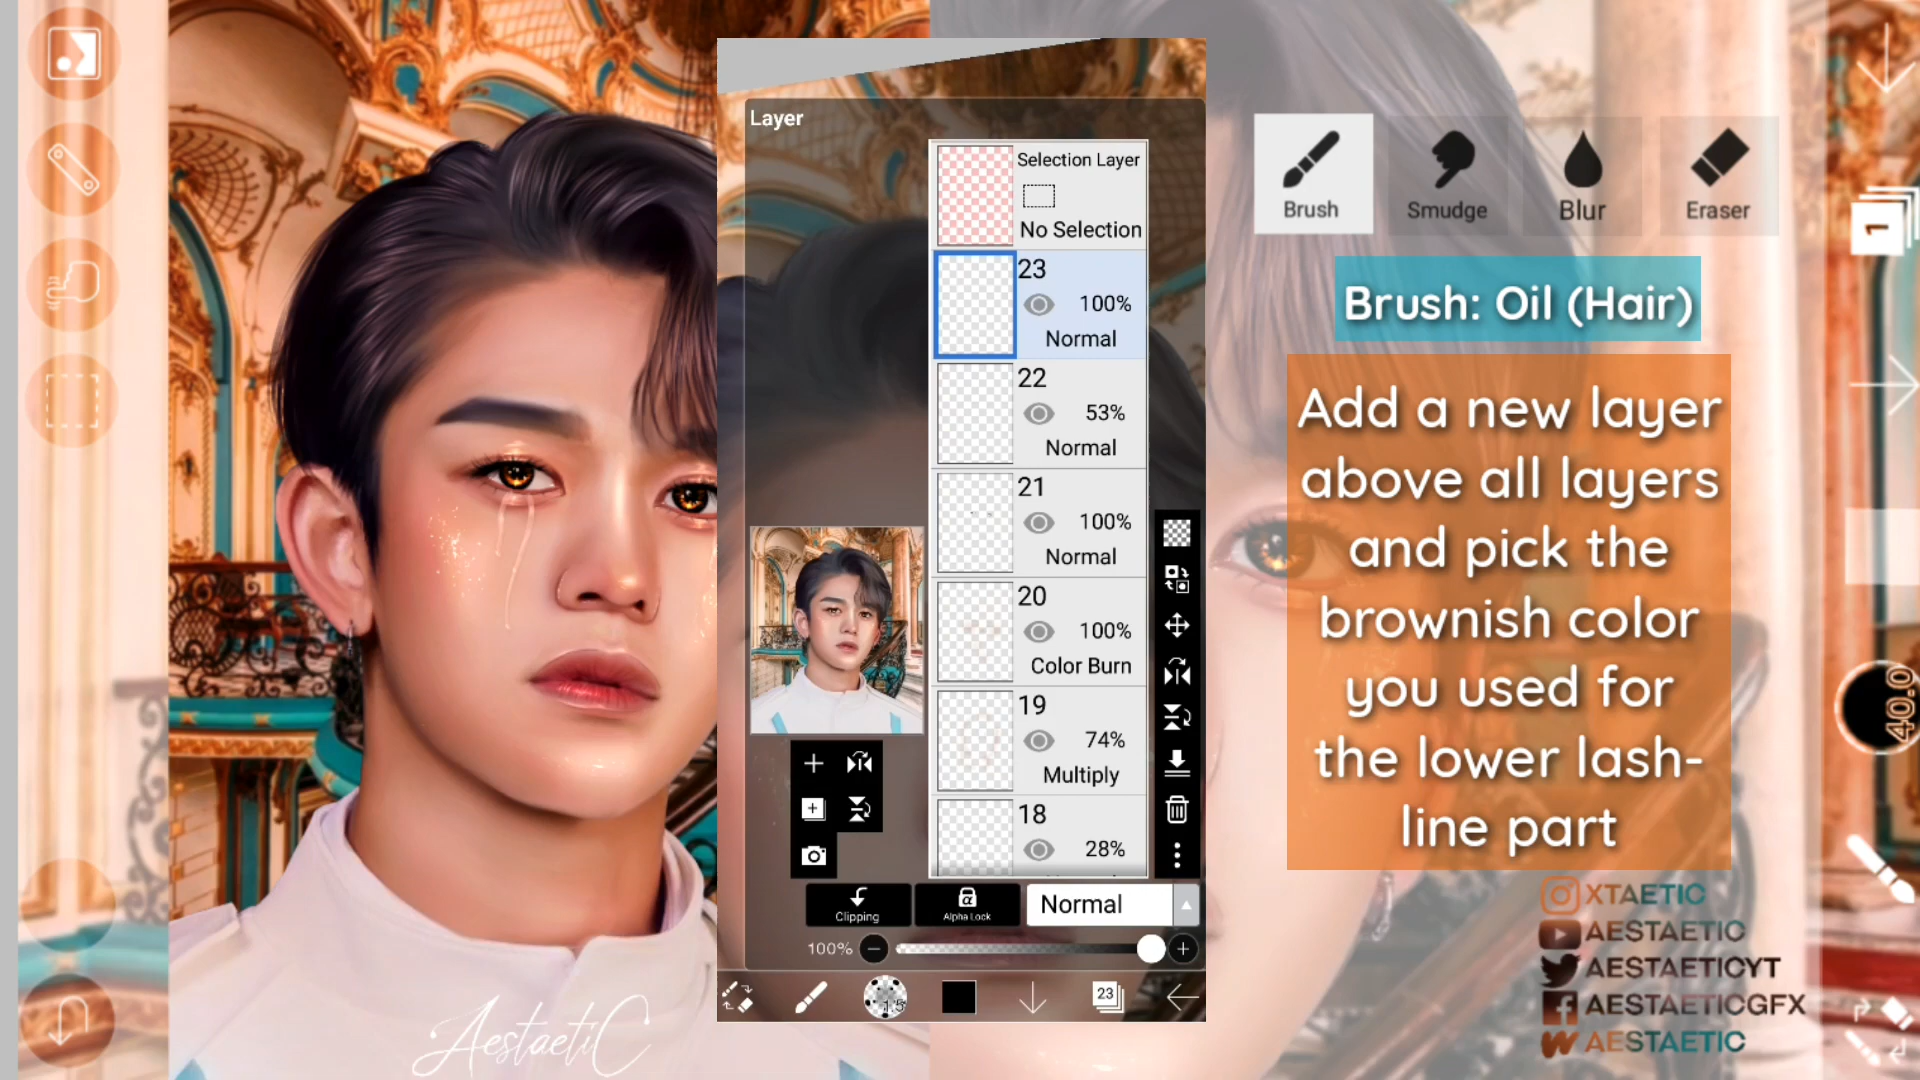 Layer
Selection Layer
No Selection
23
100%
Normal
22
53%
Normal
21
100%
Normal
20
100%
Color Burn
19
74%
Multiply
18
28%
Clipping
Alpha Lock
Normal
100%
1.5
23
AestaetiC
Brush
Smudge
Blur
Eraser
Brush: Oil (Hair)
Add a new layer
above all layers
and pick the
brownish color
you used for
the lower lash-
line part
XTAETIC
AESTAETIC
AESTAETICYT
AESTAETICGFX
AESTAETIC
1
40.0